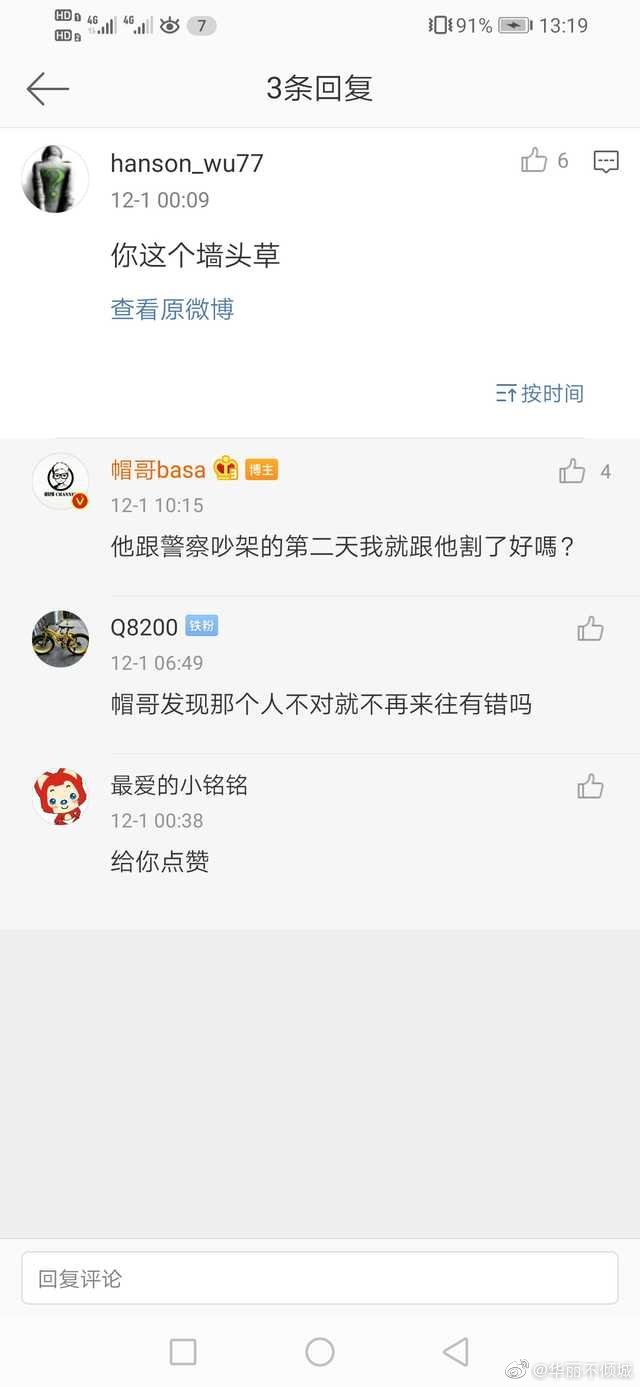 HD 1 4G 4G 7 91% 13:19
HD 2
3条回复
hanson_wu77 6
12-1 00:09
你这个墙头草
查看原微博
按时间
帽哥basa 博主 4
12-1 10:15
他跟警察吵架的第二天我就跟他割了好嗎？
Q8200 铁粉
12-1 06:49
帽哥发现那个人不对就不再来往有错吗
最爱的小铭铭
12-1 00:38
给你点赞
回复评论
@华丽不倾城